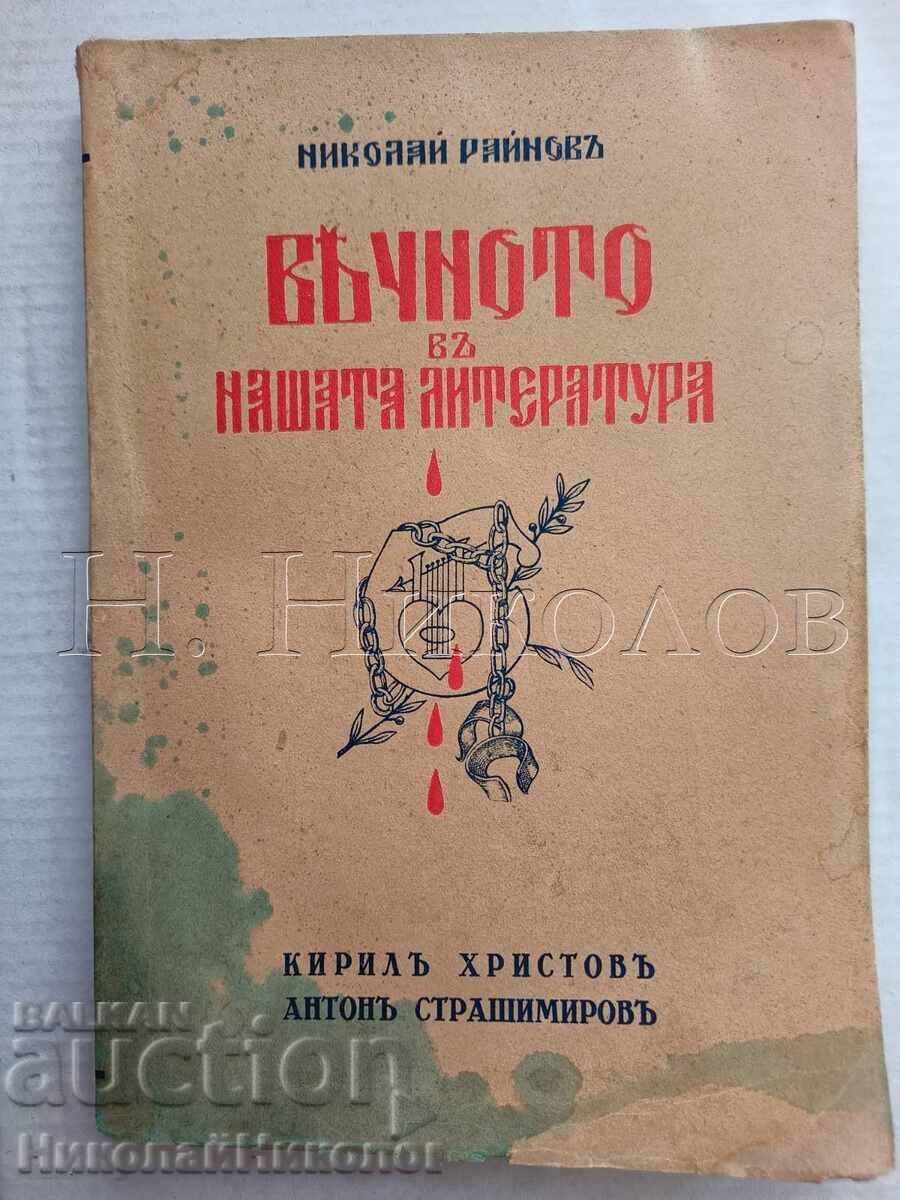 НИКОЛАЙ РАЙНОВЪ
ВѢЧНОТО
ВЪ
НАШАТА ЛИТЕРАТУРА
Н. Николов
КИРИЛЪ ХРИСТОВЪ
АНТОНЪ СТРАШИМИРОВЪ
BALKAN
auction
НиколайНиколов